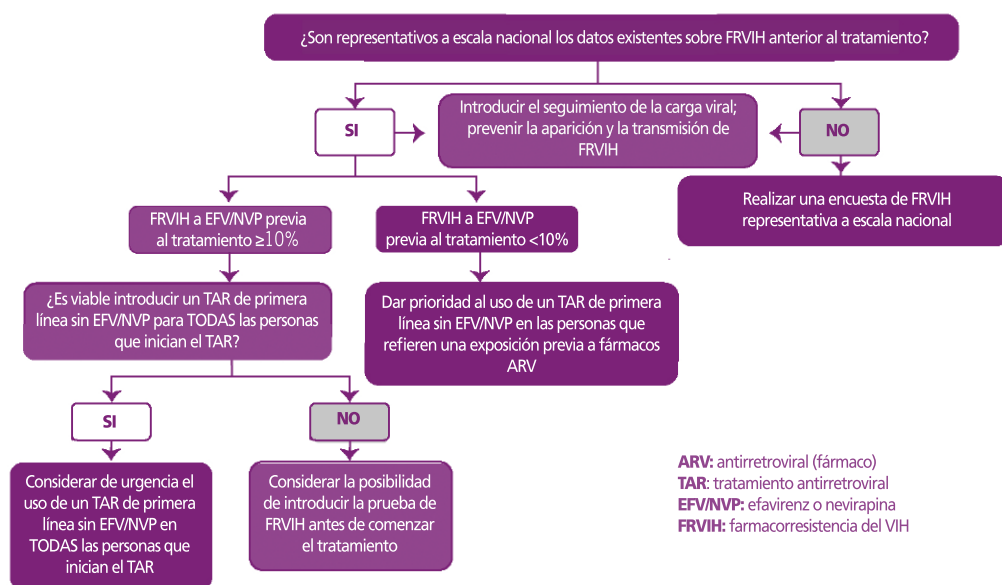 ¿Son representativos a escala nacional los datos existentes sobre FRVIH anterior al tratamiento?
SI
Introducir el seguimiento de la carga viral;
prevenir la aparición y la transmisión de
FRVIH
NO
Realizar una encuesta de FRVIH
representativa a escala nacional
FRVIH a EFV/NVP previa
al tratamiento ≥10%
FRVIH a EFV/NVP
previa al tratamiento <10%
¿Es viable introducir un TAR de primera
línea sin EFV/NVP para TODAS las personas
que inician el TAR?
Dar prioridad al uso de un TAR de primera
línea sin EFV/NVP en las personas que
refieren una exposición previa a fármacos
ARV
SI
NO
Considerar de urgencia el
uso de un TAR de primera
línea sin EFV/NVP en
TODAS las personas que
inician el TAR
Considerar la posibilidad
de introducir la prueba de
FRVIH antes de comenzar
el tratamiento
ARV: antirretroviral (fármaco)
TAR: tratamiento antirretroviral
EFV/NVP: efavirenz o nevirapina
FRVIH: farmacorresistencia del VIH